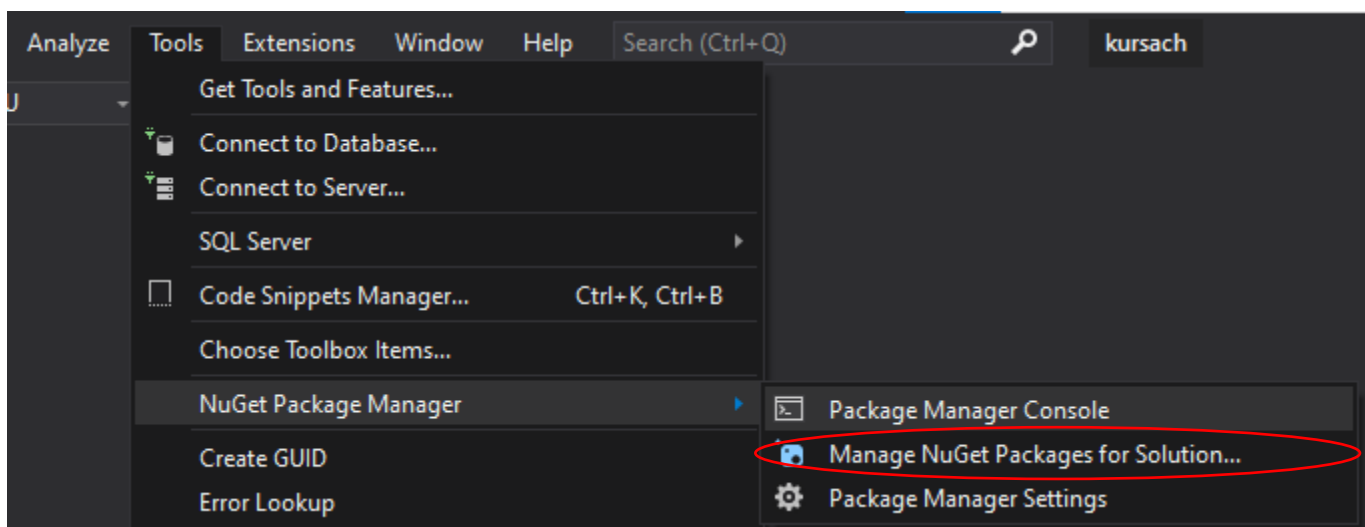 Analyze Tools Extensions Window Help Search (Ctrl+Q) kursach
U
Get Tools and Features...
Connect to Database...
Connect to Server...
SQL Server
Code Snippets Manager... Ctrl+K, Ctrl+B
Choose Toolbox Items...
NuGet Package Manager
Package Manager Console
Manage NuGet Packages for Solution...
Package Manager Settings
Create GUID
Error Lookup